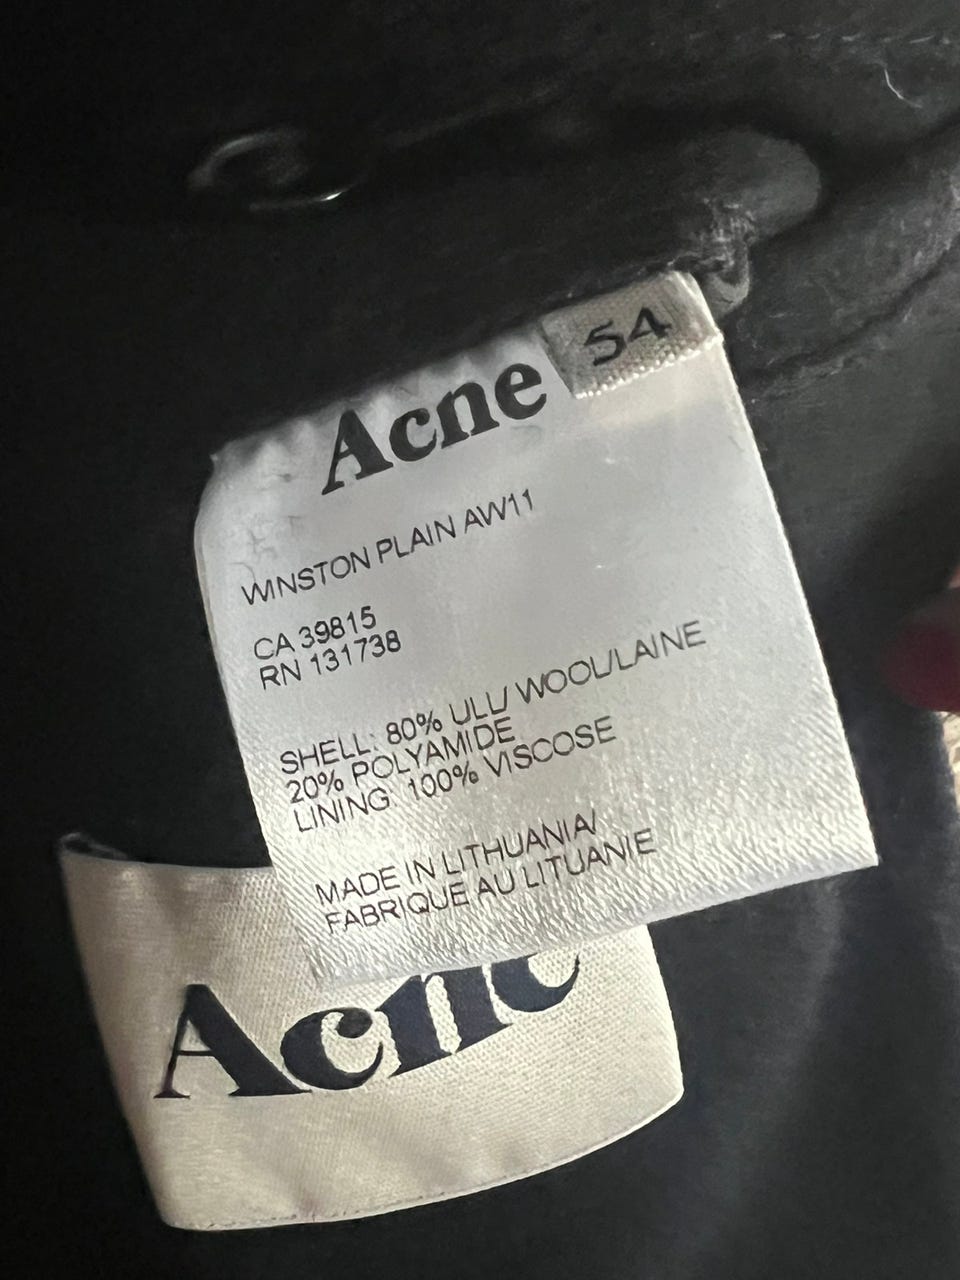 54
Acne
WINSTON PLAIN AW11
CA 39815
RN 131738
SHELL: 80% ULL/ WOOL/LAINE
20% POLYAMIDE
LINING: 100% VISCOSE
MADE IN LITHUANIA/
FABRIQUE AU LITUANIE
Acne